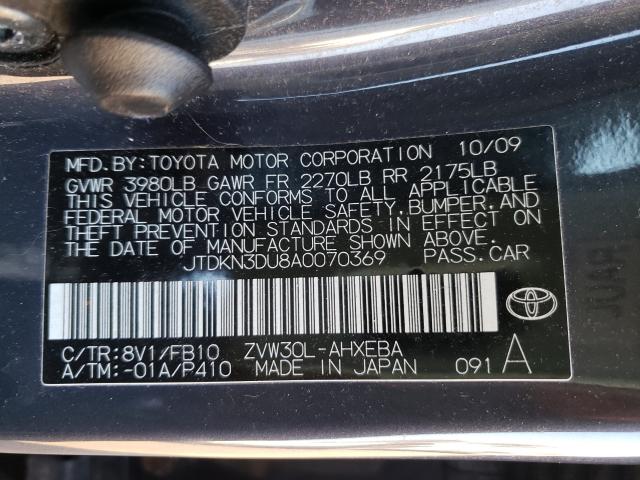 MFD. BY: TOYOTA MOTOR CORPORATION 10/09
GVWR 3980LB GAWR FR 2270LB RR 2175LB
THIS VEHICLE CONFORMS TO ALL APPLICABLE
FEDERAL MOTOR VEHICLE SAFETY, BUMPER, AND
THEFT PREVENTION STANDARDS IN EFFECT ON
THE DATE OF MANUFACTURE SHOWN ABOVE.
JTDKN3DU8A0070369 PASS. CAR
C/TR: 8V1/FB10 ZVW30L-AHXEBA
A/TM: -01A/P410 MADE IN JAPAN 091 A